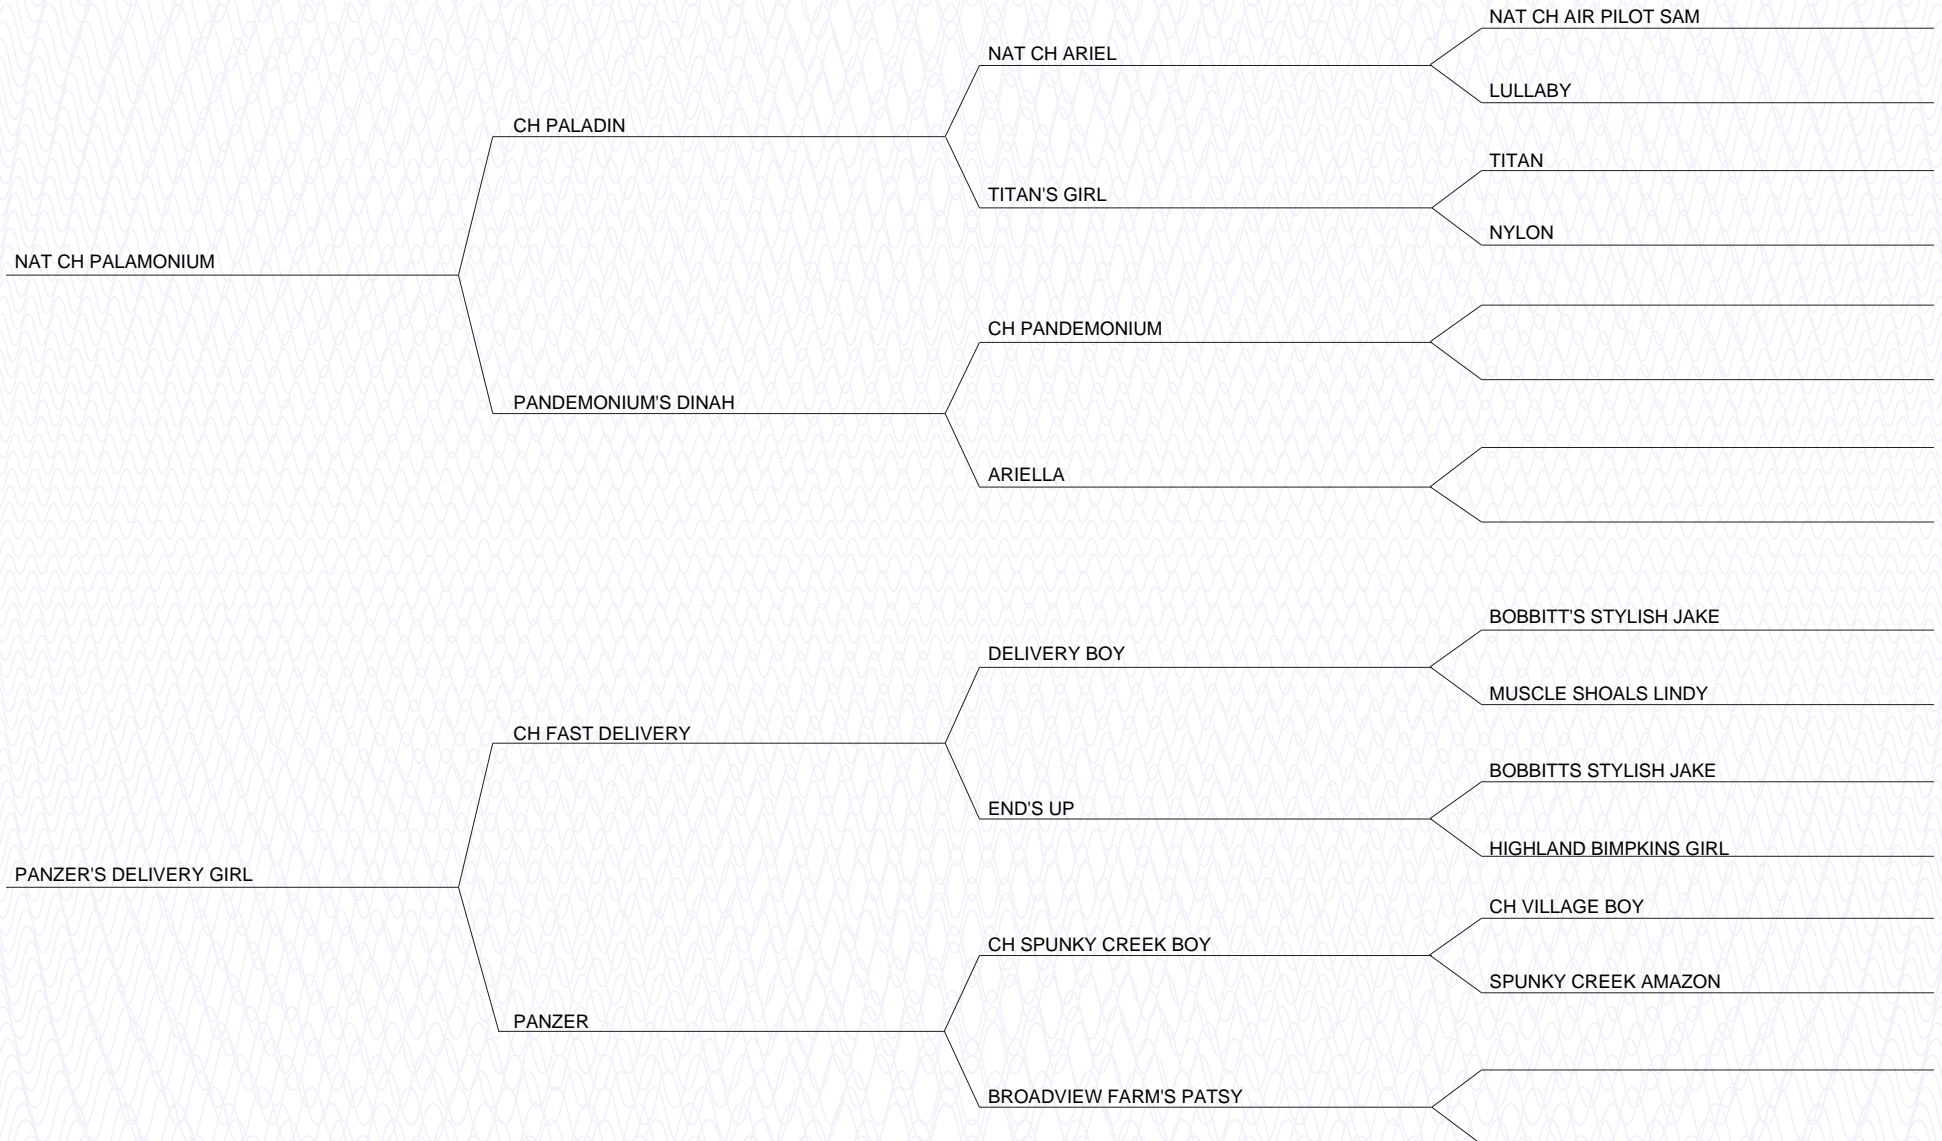 NAT CH AIR PILOT SAM
NAT CH ARIEL
LULLABY
CH PALADIN
TITAN
TITAN'S GIRL
NYLON
NAT CH PALAMONIUM
CH PANDEMONIUM
PANDEMONIUM'S DINAH
ARIELLA
BOBBITT'S STYLISH JAKE
DELIVERY BOY
MUSCLE SHOALS LINDY
CH FAST DELIVERY
BOBBITTS STYLISH JAKE
END'S UP
HIGHLAND BIMPKINS GIRL
PANZER'S DELIVERY GIRL
CH VILLAGE BOY
CH SPUNKY CREEK BOY
SPUNKY CREEK AMAZON
PANZER
BROADVIEW FARM'S PATSY